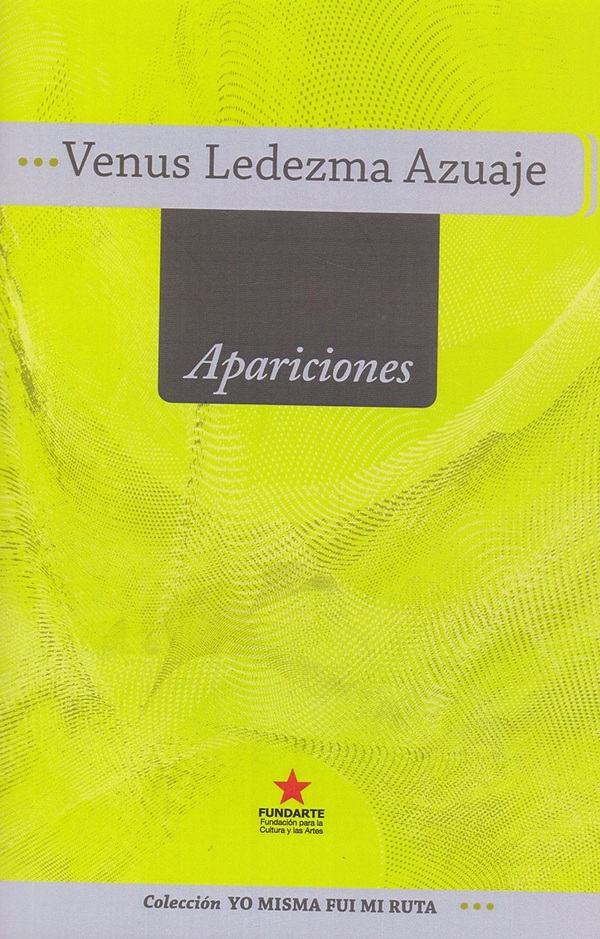 Venus Ledezma Azuaje
Apariciones
FUNDARTE
Fundación para la
Cultura y las Artes
Colección YO MISMA FUI MI RUTA